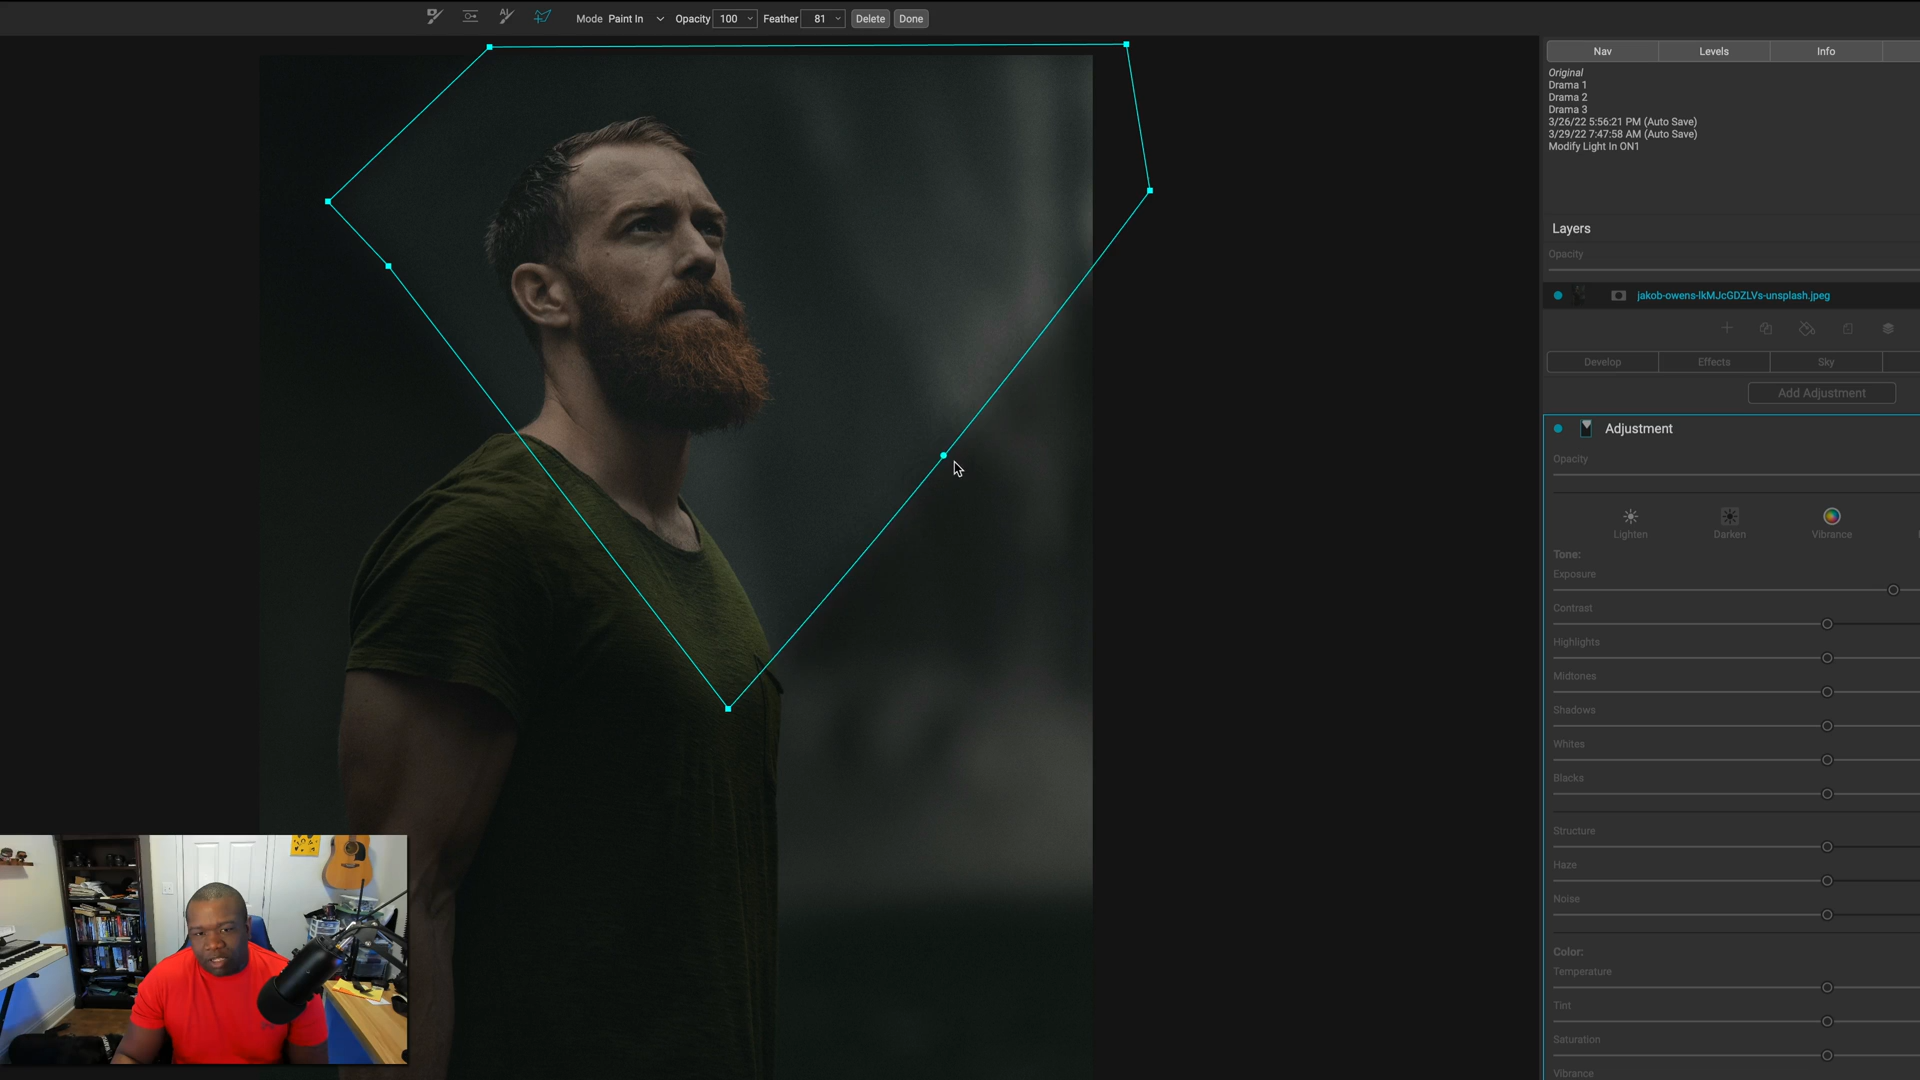 AI
Mode Paint In Opacity 100 Feather 81 Delete Done
Nav Levels Info
Original
Drama 1
Drama 2
Drama 3
3/26/22 5:56:21 PM (Auto Save)
3/29/22 7:47:58 AM (Auto Save)
Modify Light In ON1
Layers
Opacity
jakob-owens-lkMJcGDZLVs-unsplash.jpeg
Develop Effects Sky
Add Adjustment
Adjustment
Opacity
Lighten Darken Vibrance
Tone:
Exposure
Contrast
Highlights
Midtones
Shadows
Whites
Blacks
Structure
Haze
Noise
Color:
Temperature
Tint
Saturation
Vibrance